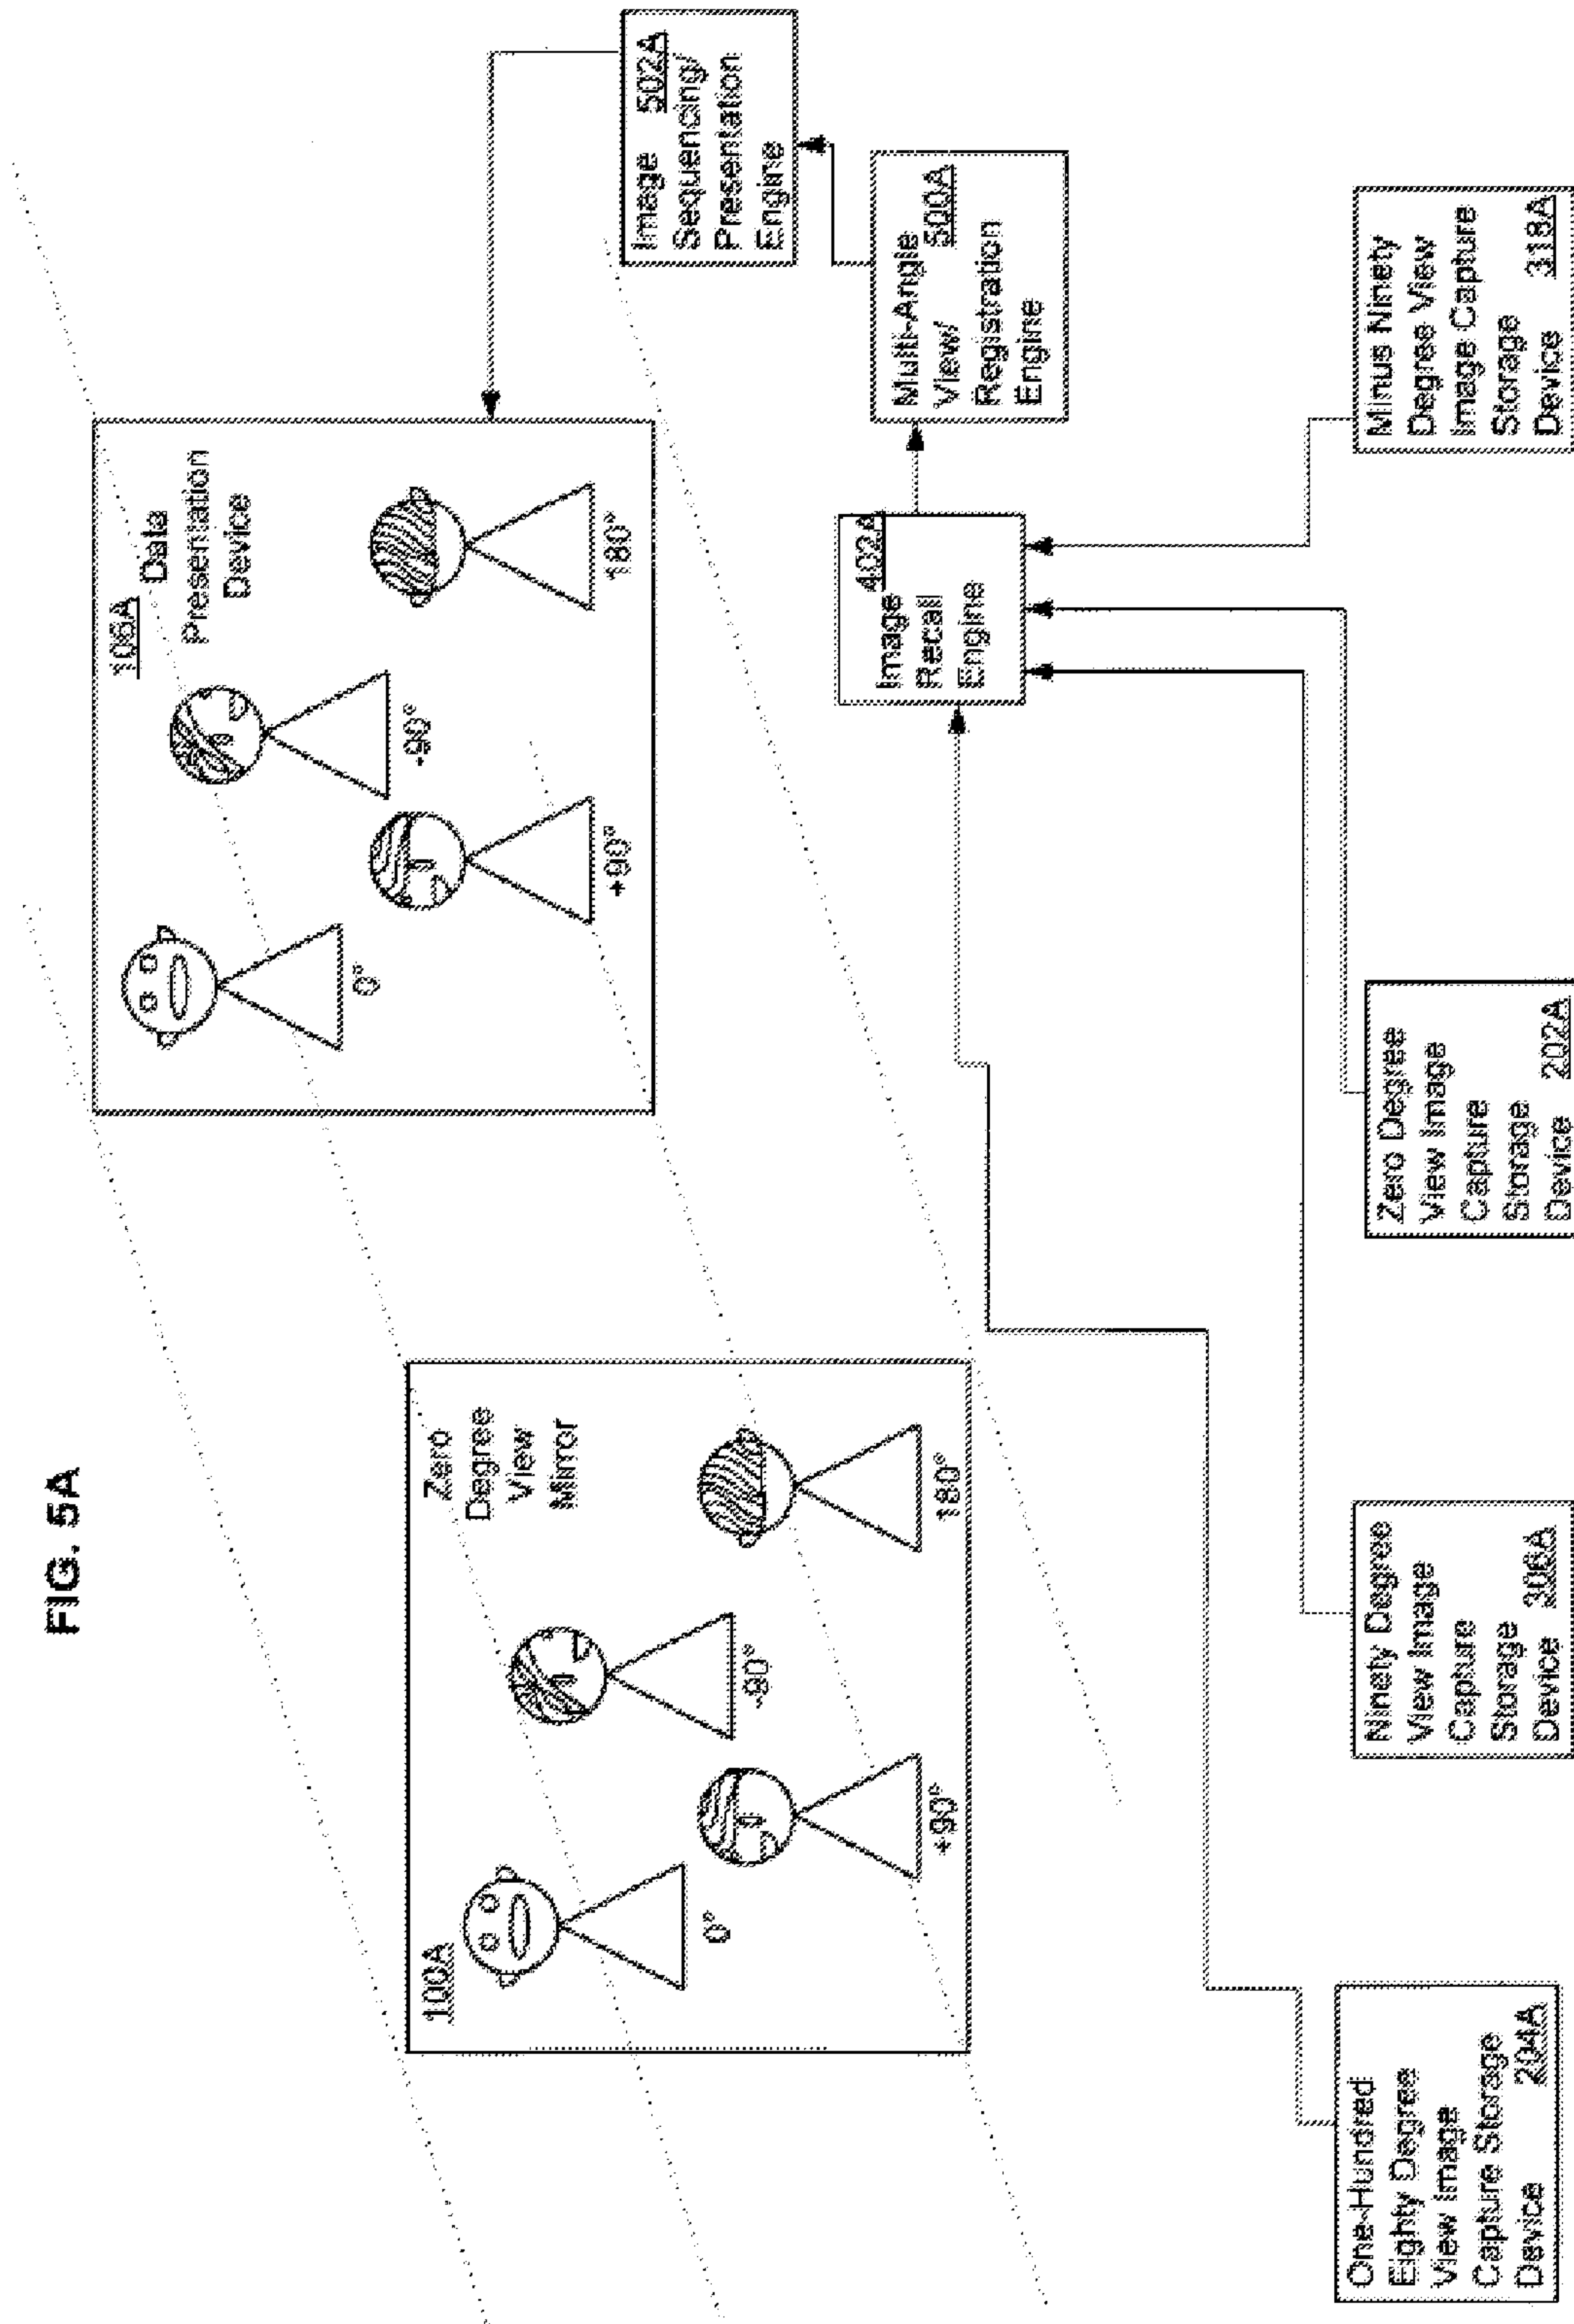 FIG. 5A
100A
Zero
Degree
View
Mirror
0°
-90°
+90°
180°
106A
Data
Presentation
Device
0°
-90°
+90°
180°
Image 502A
Sequencing/
Presentation
Engine
Multi-Angle
View/ 500A
Registration
Engine
402A
Image
Recall
Engine
One-Hundred
Eighty Degree
View Image
Capture Storage
Device 204A
Ninety Degree
View Image
Capture
Storage
Device 306A
Zero Degree
View Image
Capture
Storage
Device 202A
Minus Ninety
Degree View
Image Capture
Storage
Device 318A